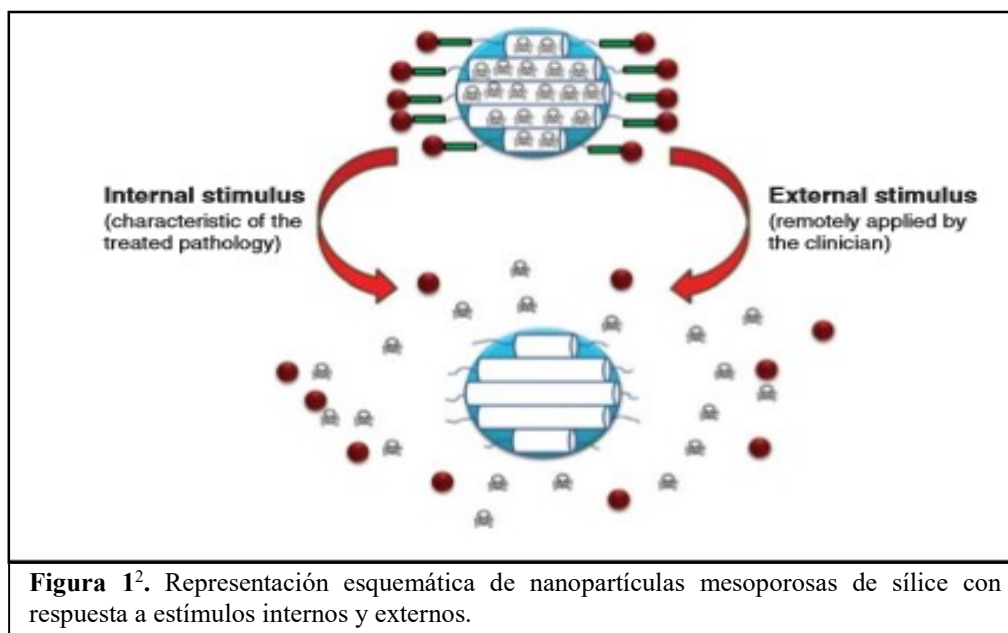 Internal stimulus
(characteristic of the
treated pathology)
External stimulus
(remotely applied by
the clinician)
Figura 1². Representación esquemática de nanopartículas mesoporosas de sílice con
respuesta a estímulos internos y externos.